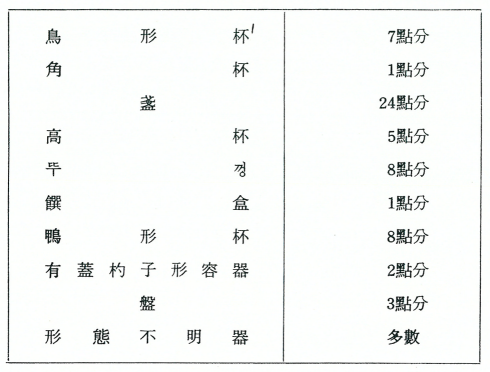 鳥形杯1 7點分
角杯 1點分
盞 24點分
高杯 5點分
뚜껑 8點分
饌盒 1點分
鴨形杯 8點分
有蓋杓子形容器 2點分
盤 3點分
形態不明器 多數